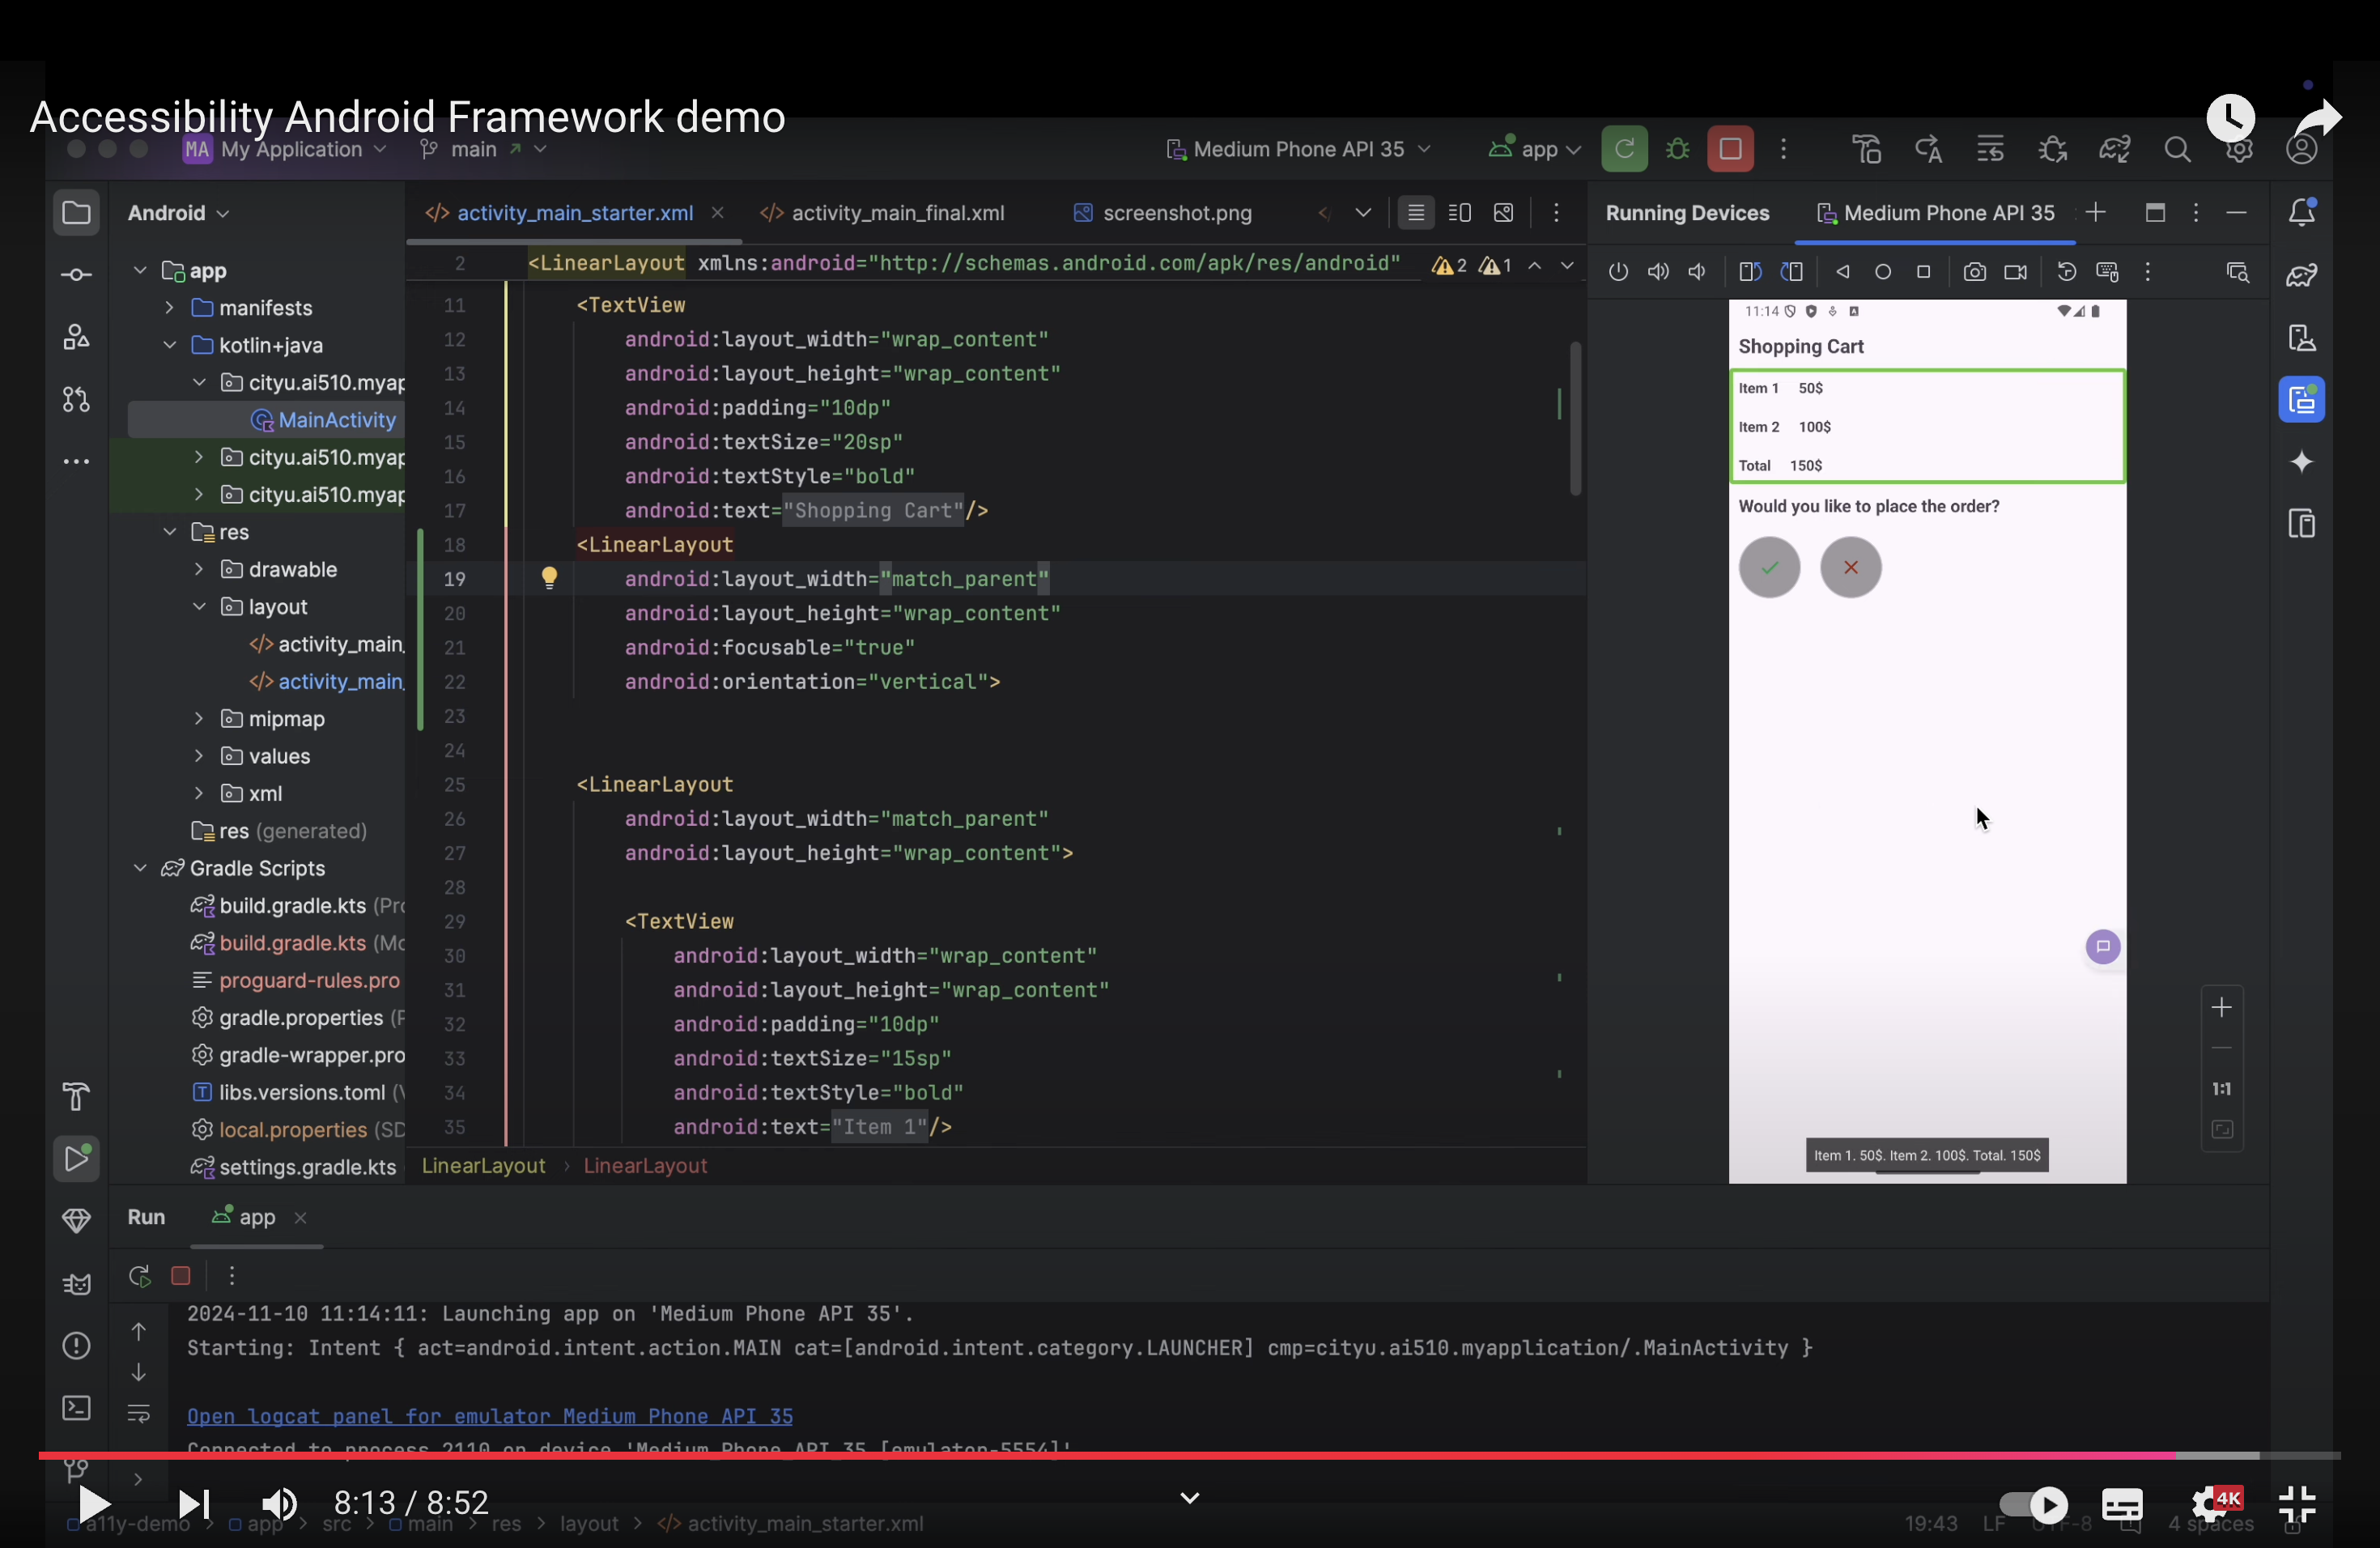 Accessibility Android Framework demo
MA My Application main Medium Phone API 35 app
Android
activity_main_starter.xml activity_main_final.xml screenshot.png
Running Devices Medium Phone API 35
app
manifests
kotlin+java
cityu.ai510.myap
MainActivity
cityu.ai510.myap
cityu.ai510.myap
res
drawable
layout
activity_main_
activity_main_
mipmap
values
xml
res (generated)
Gradle Scripts
build.gradle.kts (Pro
build.gradle.kts (Mo
proguard-rules.pro
gradle.properties (P
gradle-wrapper.pro
libs.versions.toml (V
local.properties (SD
settings.gradle.kts
2 <LinearLayout xmlns:android="http://schemas.android.com/apk/res/android" 2 1
11 <TextView
12 android:layout_width="wrap_content"
13 android:layout_height="wrap_content"
14 android:padding="10dp"
15 android:textSize="20sp"
16 android:textStyle="bold"
17 android:text="Shopping Cart"/>
18 <LinearLayout
19 android:layout_width="match_parent"
20 android:layout_height="wrap_content"
21 android:focusable="true"
22 android:orientation="vertical">
23
24
25 <LinearLayout
26 android:layout_width="match_parent"
27 android:layout_height="wrap_content">
28
29 <TextView
30 android:layout_width="wrap_content"
31 android:layout_height="wrap_content"
32 android:padding="10dp"
33 android:textSize="15sp"
34 android:textStyle="bold"
35 android:text="Item 1"/>
LinearLayout › LinearLayout
11:14
Shopping Cart
Item 1 50$
Item 2 100$
Total 150$
Would you like to place the order?
Item 1. 50$. Item 2. 100$. Total. 150$
1:1
Run app
2024-11-10 11:14:11: Launching app on 'Medium Phone API 35'.
Starting: Intent { act=android.intent.action.MAIN cat=[android.intent.category.LAUNCHER] cmp=cityu.ai510.myapplication/.MainActivity }
Open logcat panel for emulator Medium Phone API 35
Connected to process 2110 on device 'Medium_Phone_API_35 [emulator-5554]'.
8:13 / 8:52
4K
a11y-demo > app > src > main > res > layout > activity_main_starter.xml
19:43 LF UTF-8 4 spaces